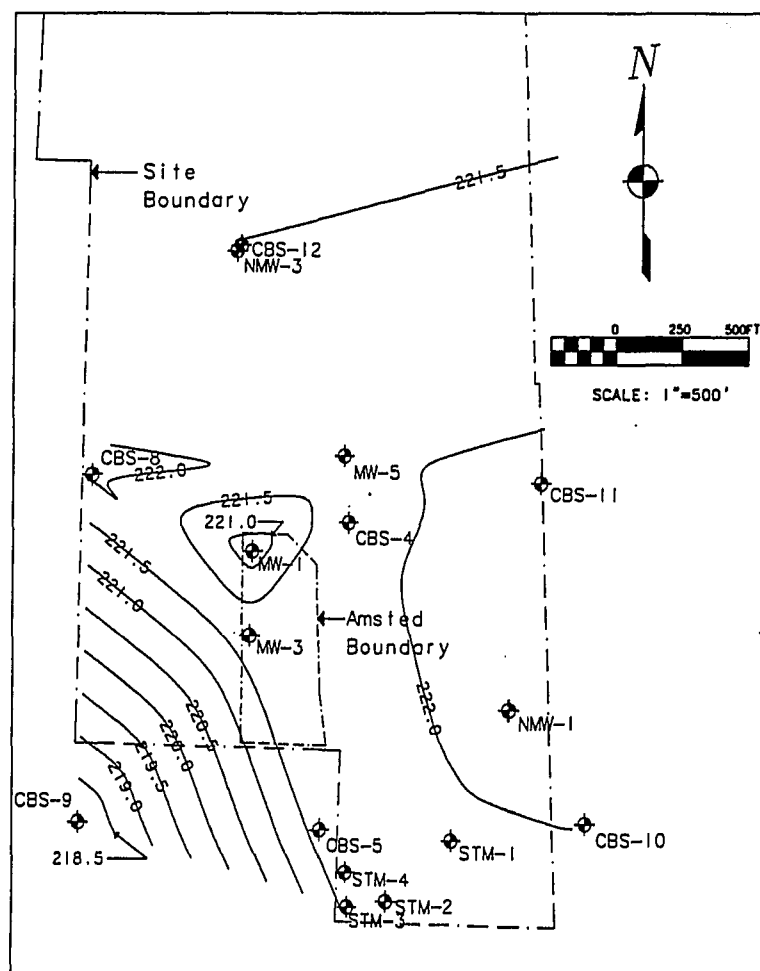 N
Site
Boundary
221.5
CBS-12
NMW-3
0 250 500FT
SCALE: 1"=500'
CBS-8
222.0
MW-5
221.5
CBS-11
221.0
CBS-4
221.5
MW-1
221.0
Amsted
Boundary
MW-3
222.0
NMW-1
220.5
220.0
219.5
219.0
CBS-9
CBS-5
STM-1
CBS-10
218.5
STM-4
STM-2
STM-3